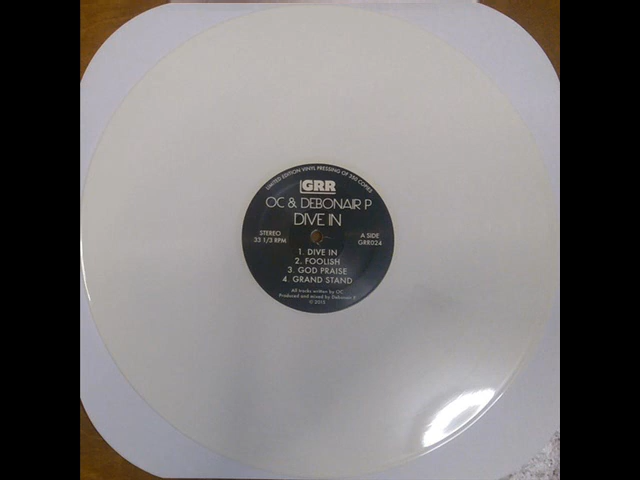 LIMITED EDITION VINYL PRESSING OF 350 COPIES
GRR
OC & DEBONAIR P
DIVE IN
STEREO
33 1/3 RPM
A SIDE
GRR024
1. DIVE IN
2. FOOLISH
3. GOD PRAISE
4. GRAND STAND
All tracks written by OC
Produced and mixed by Debonair P
© 2015